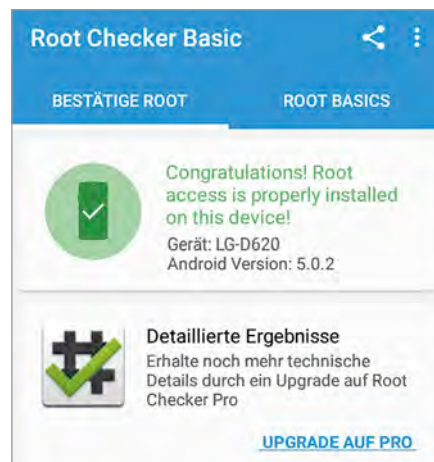 Root Checker Basic
BESTÄTIGE ROOT ROOT BASICS
Congratulations! Root
access is properly installed
on this device!
Gerät: LG-D620
Android Version: 5.0.2
Detaillierte Ergebnisse
Erhalte noch mehr technische
Details durch ein Upgrade auf Root
Checker Pro
UPGRADE AUF PRO